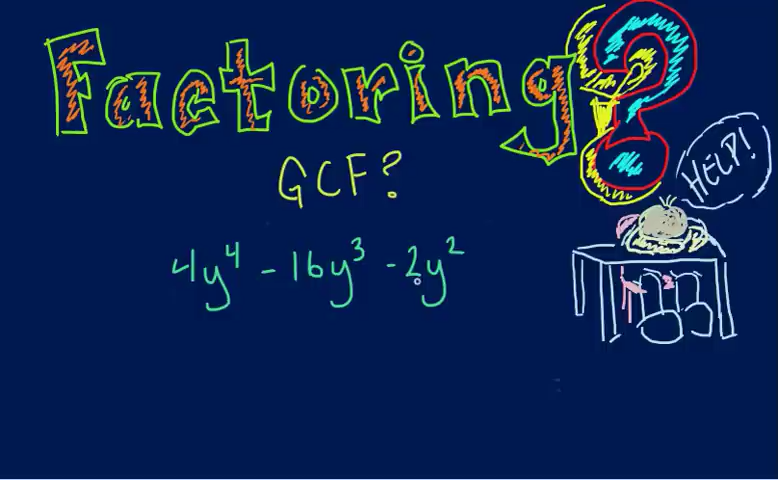 Factoring?
GCF?
HELP!
4y⁴ - 16y³ - 2y²